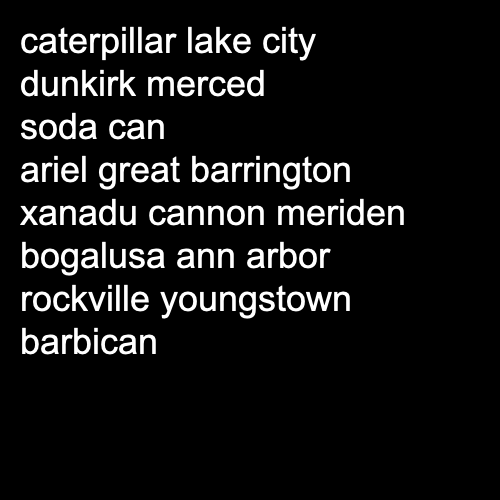 caterpillar lake city
dunkirk merced
soda can
ariel great barrington
xanadu cannon meriden
bogalusa ann arbor
rockville youngstown
barbican